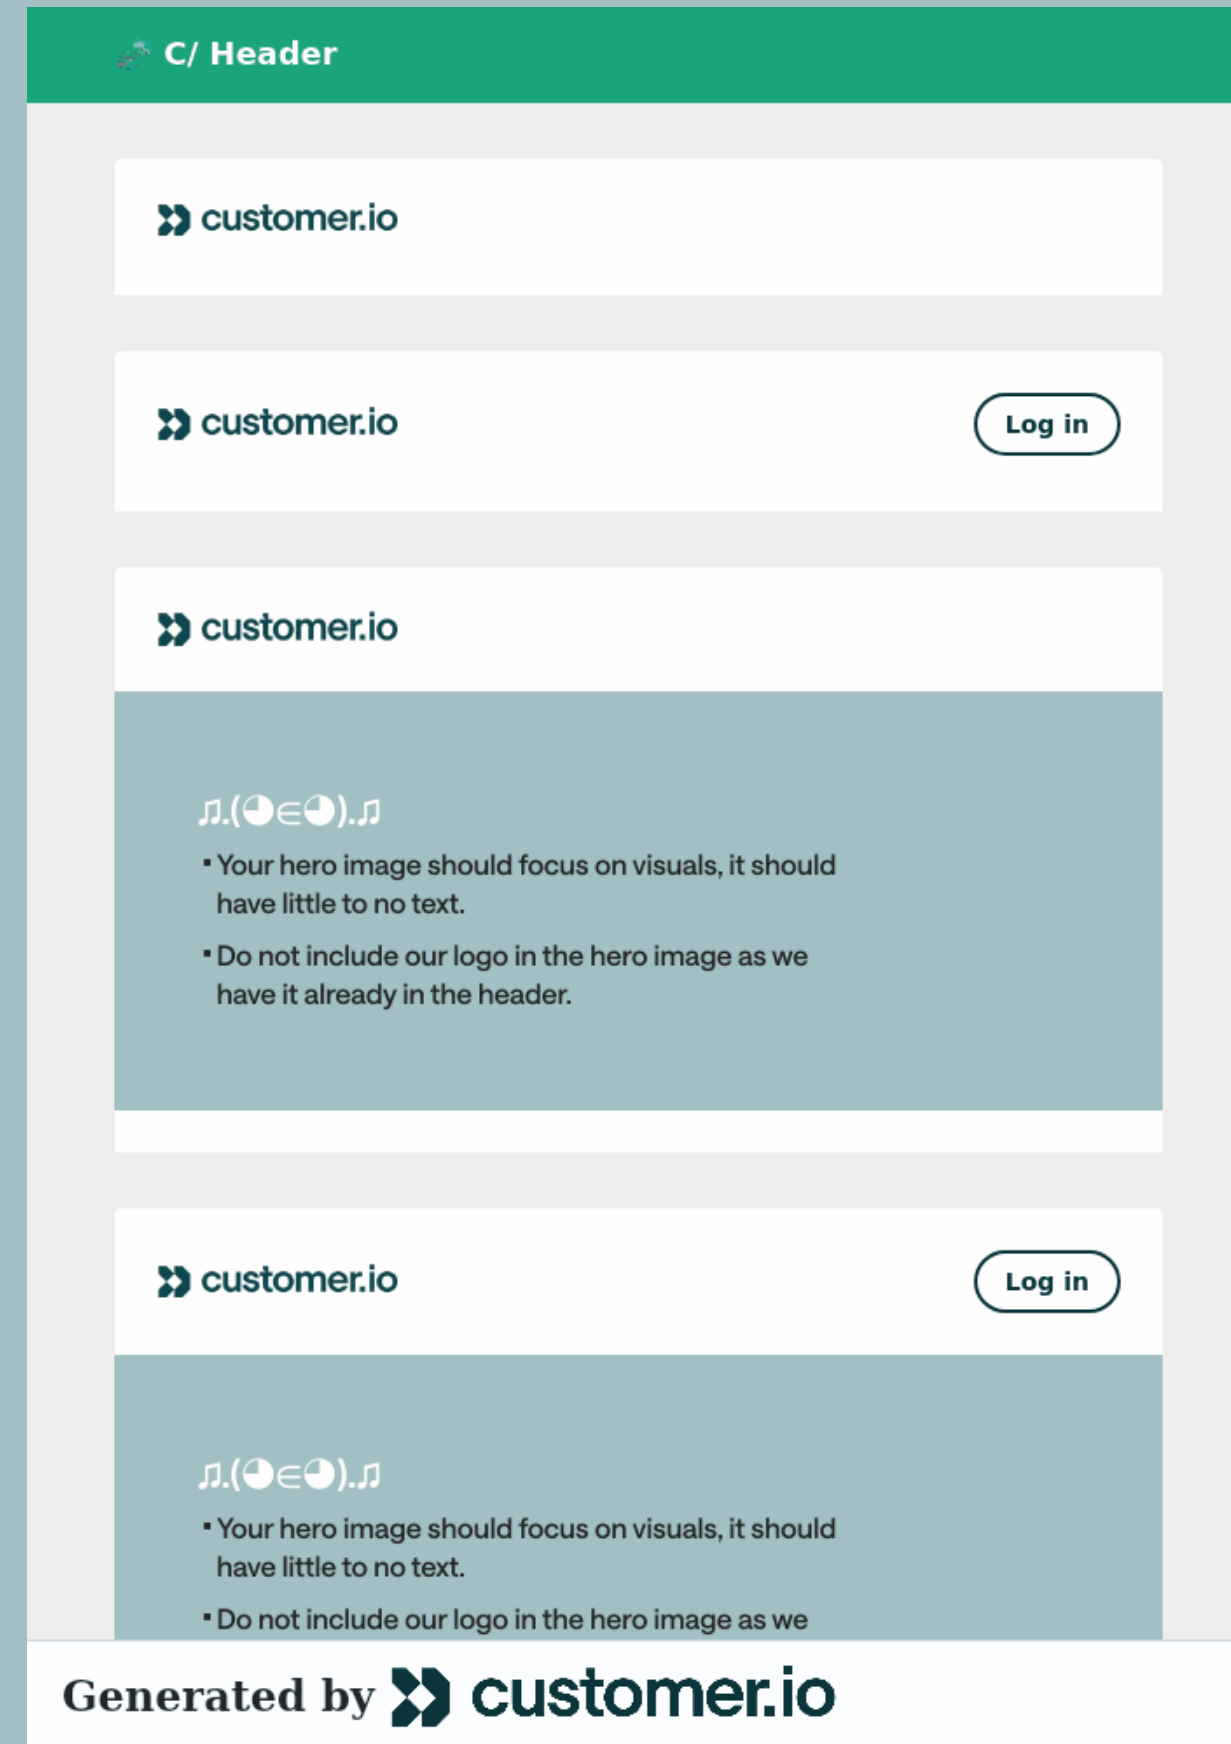 C/ Header
customer.io
customer.io
Log in
customer.io
♫.(◕∈◕).♫
▪ Your hero image should focus on visuals, it should
have little to no text.
▪ Do not include our logo in the hero image as we
have it already in the header.
customer.io
Log in
♫.(◕∈◕).♫
▪ Your hero image should focus on visuals, it should
have little to no text.
▪ Do not include our logo in the hero image as we
Generated by customer.io